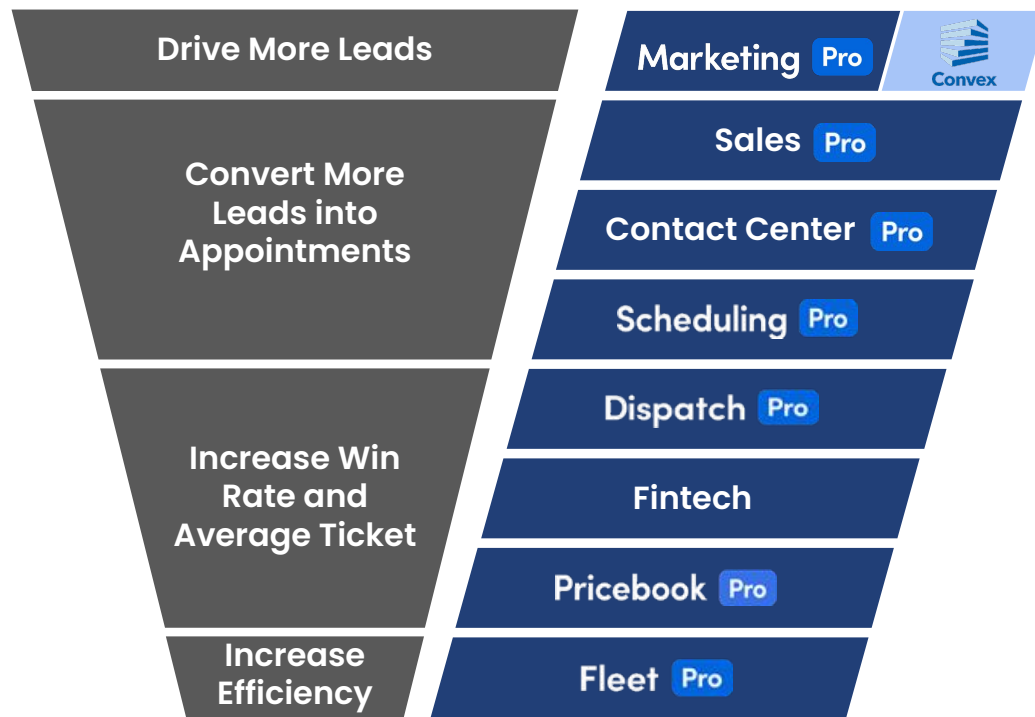 Drive More Leads
Marketing Pro
Convex
Convert More
Leads into
Appointments
Sales Pro
Contact Center Pro
Scheduling Pro
Increase Win
Rate and
Average Ticket
Dispatch Pro
Fintech
Pricebook Pro
Increase
Efficiency
Fleet Pro